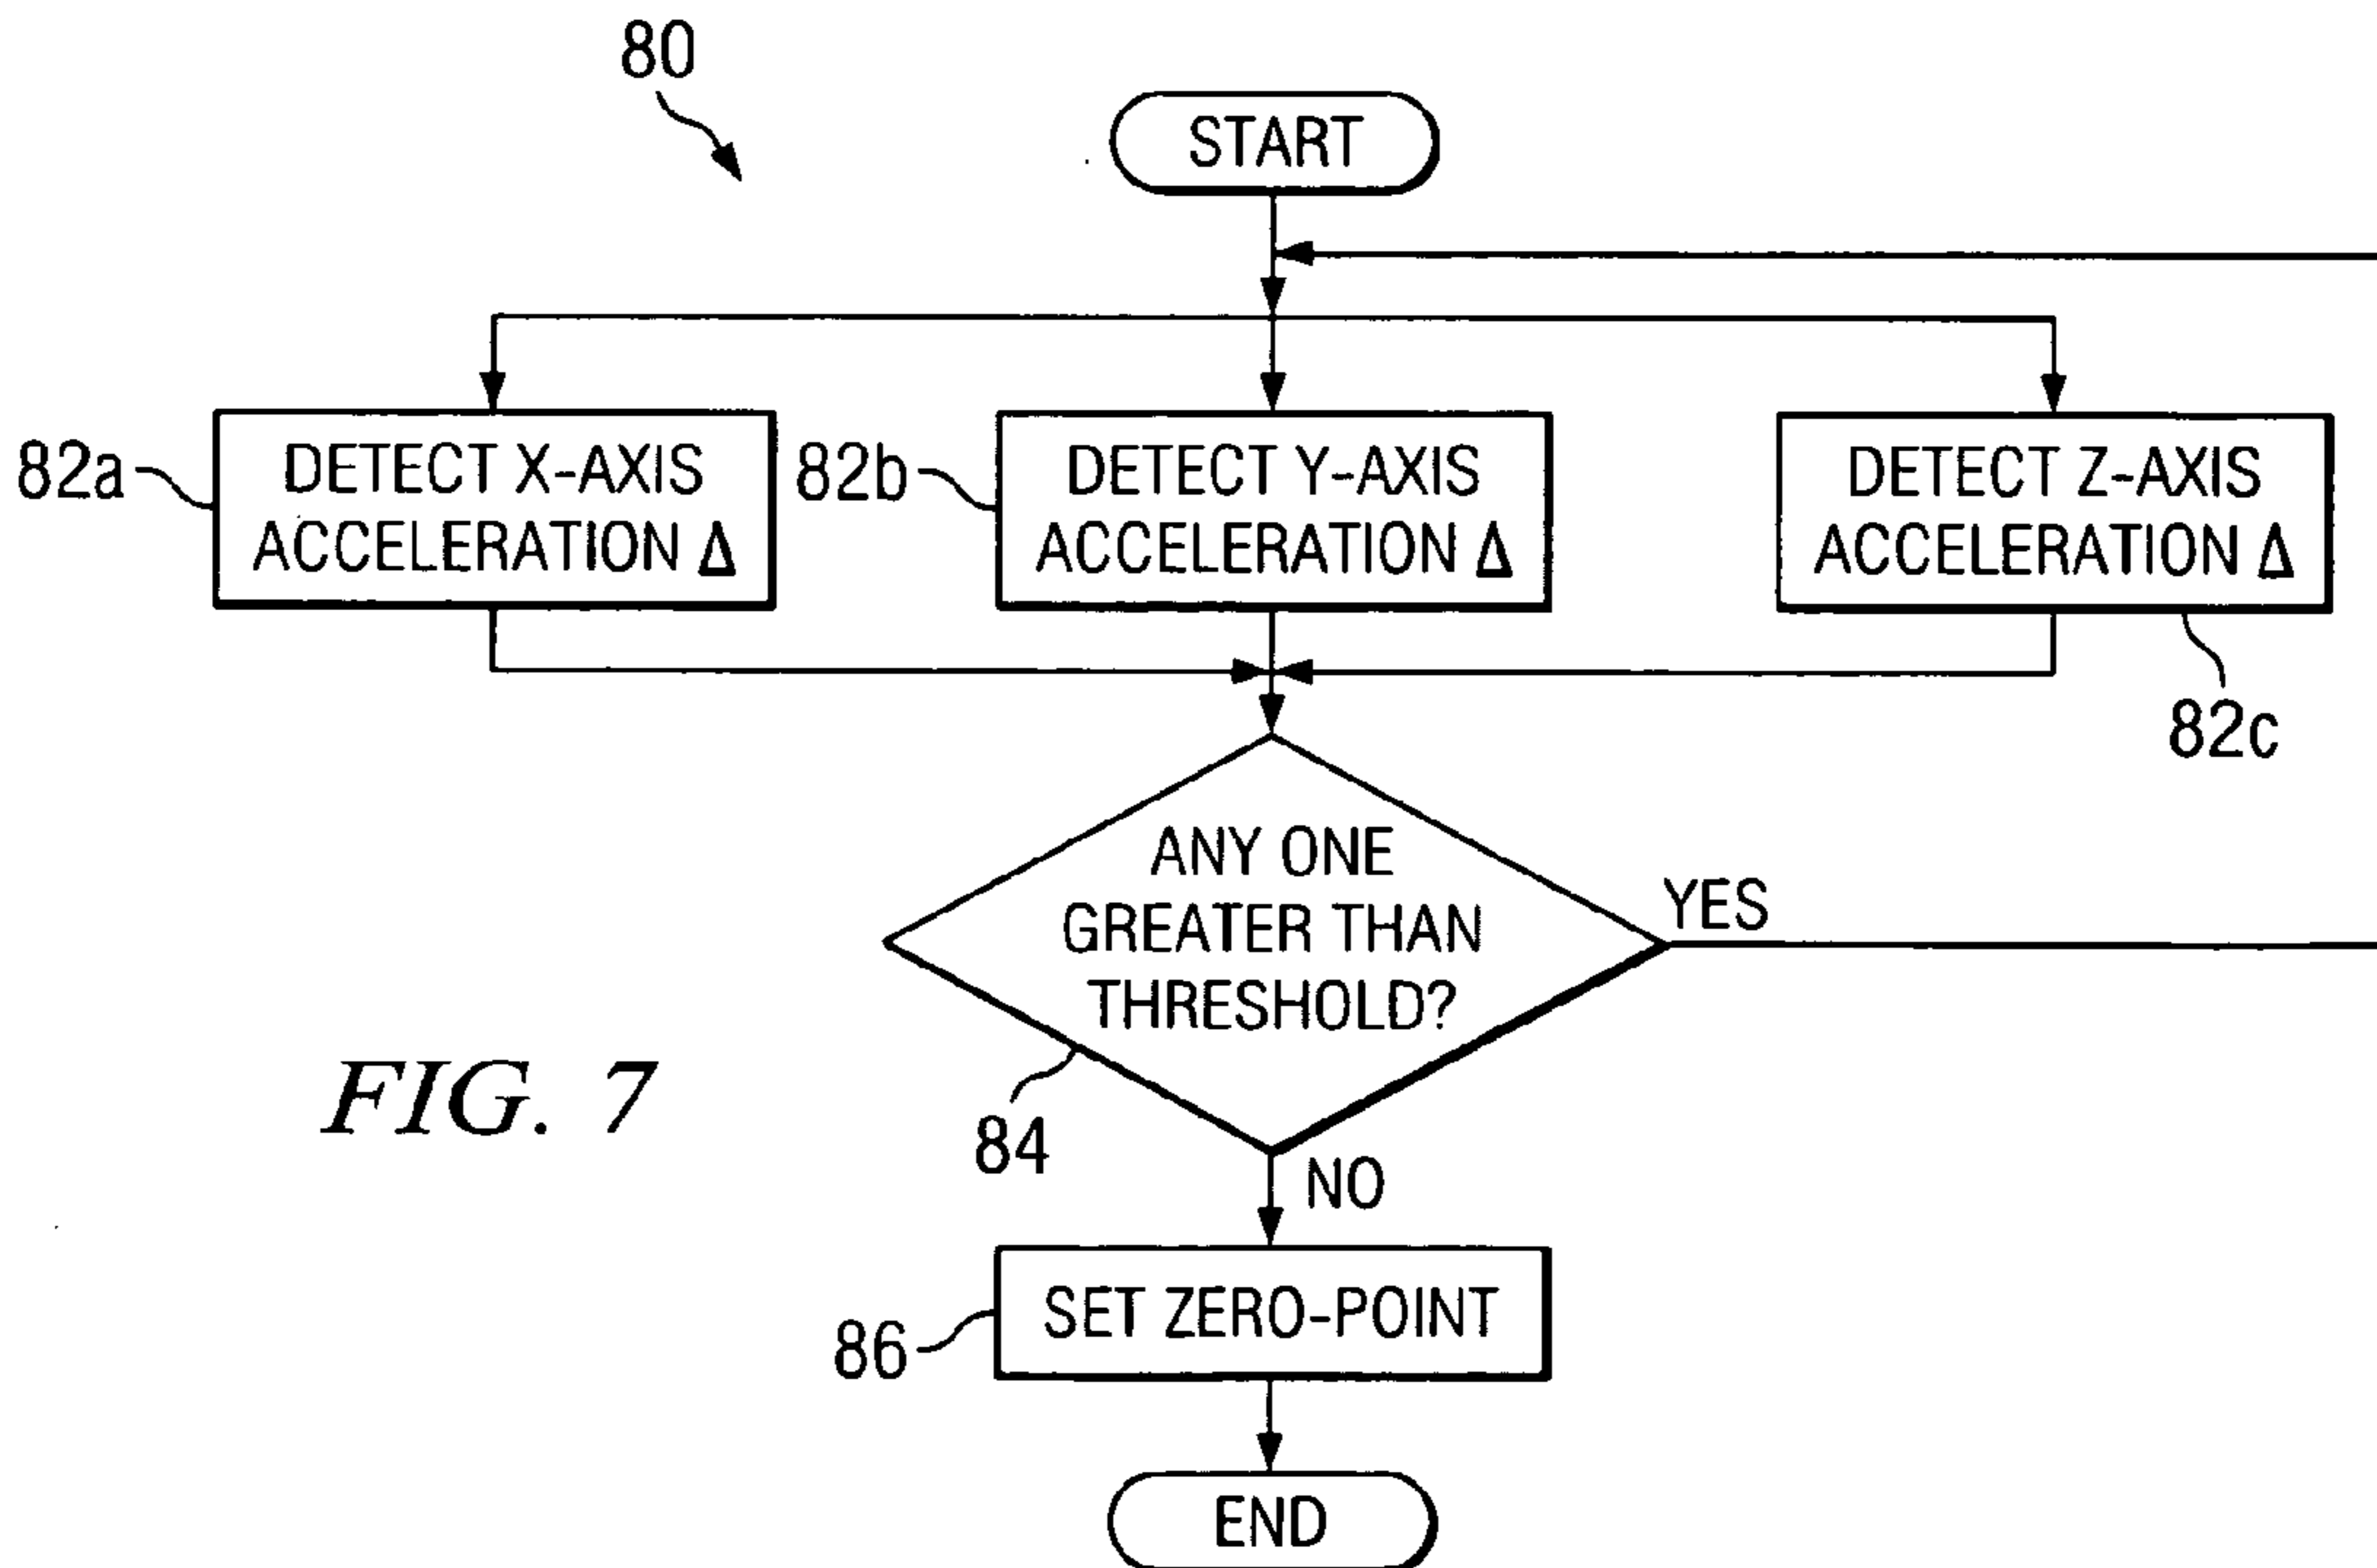 80
START
82a
DETECT X-AXIS
ACCELERATION Δ
82b
DETECT Y-AXIS
ACCELERATION Δ
DETECT Z-AXIS
ACCELERATION Δ
82c
ANY ONE
GREATER THAN
THRESHOLD?
YES
84
NO
FIG. 7
SET ZERO-POINT
86
END